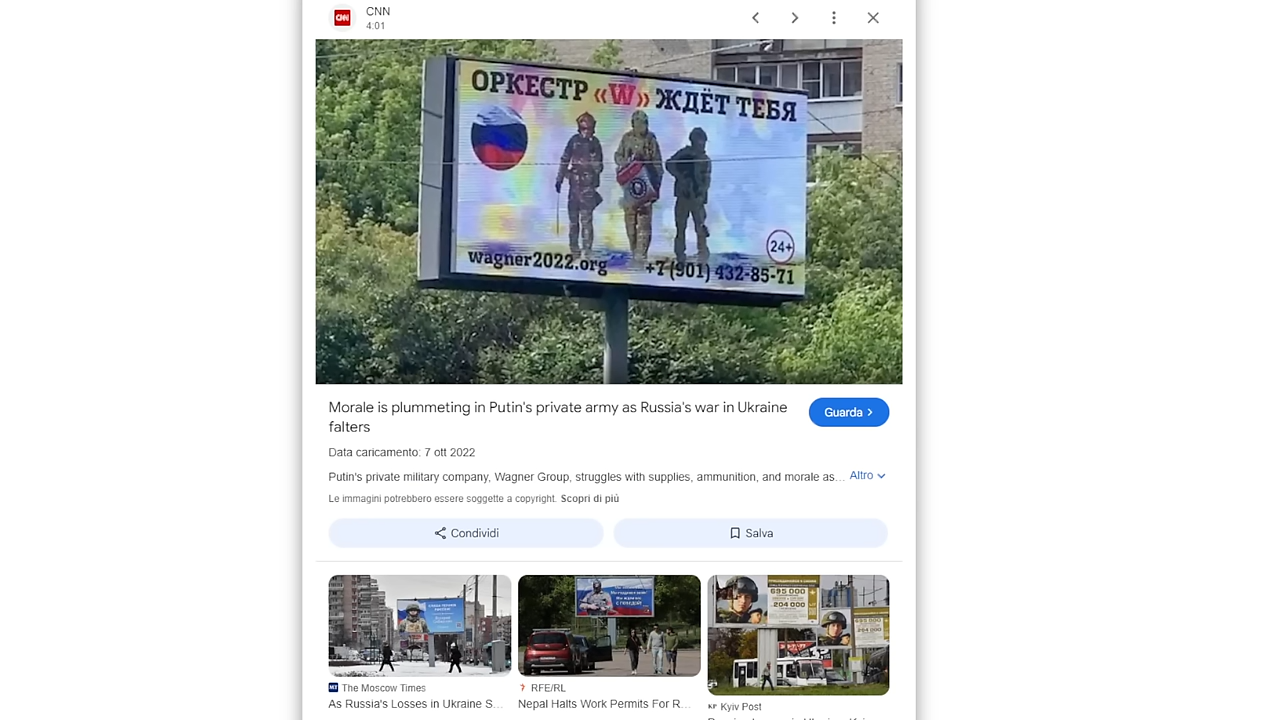 CNN
4:01
ОРКЕСТР «W» ЖДЁТ ТЕБЯ
24+
wagner2022.org +7 (901) 432-85-71
Morale is plummeting in Putin's private army as Russia's war in Ukraine
falters
Guarda
Data caricamento: 7 ott 2022
Putin's private military company, Wagner Group, struggles with supplies, ammunition, and morale as... Altro
Le immagini potrebbero essere soggette a copyright. Scopri di più
Condividi
Salva
695 000
204 000
The Moscow Times
As Russia's Losses in Ukraine S...
RFE/RL
Nepal Halts Work Permits For R...
KP Kyiv Post